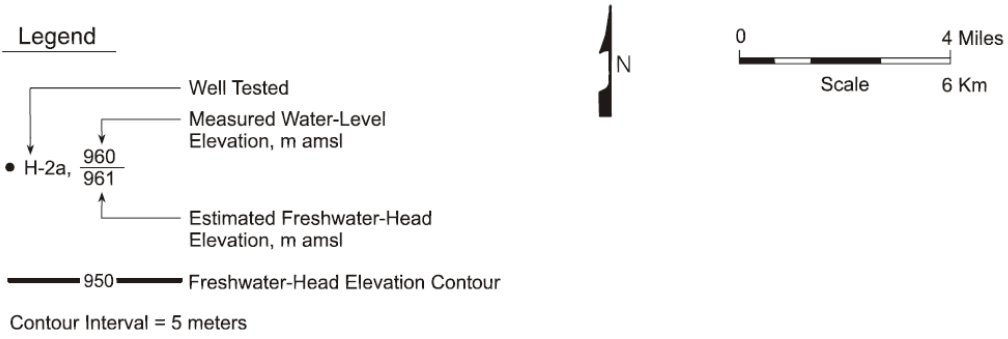 Legend
Well Tested
Measured Water-Level
Elevation, m amsl
H-2a, 960
961
Estimated Freshwater-Head
Elevation, m amsl
950 Freshwater-Head Elevation Contour
Contour Interval = 5 meters
N
0 4 Miles
Scale 6 Km